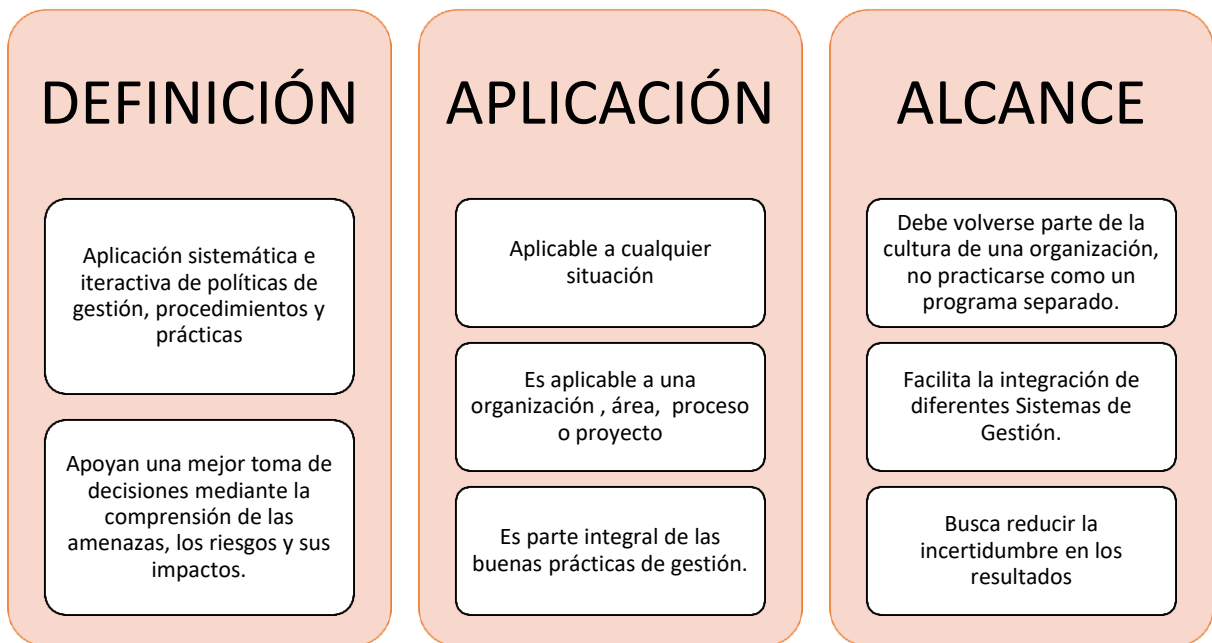 DEFINICIÓN
Aplicación sistemática e
iteractiva de políticas de
gestión, procedimientos y
prácticas
Apoyan una mejor toma de
decisiones mediante la
comprensión de las
amenazas, los riesgos y sus
impactos.
APLICACIÓN
Aplicable a cualquier
situación
Es aplicable a una
organización , área, proceso
o proyecto
Es parte integral de las
buenas prácticas de gestión.
ALCANCE
Debe volverse parte de la
cultura de una organización,
no practicarse como un
programa separado.
Facilita la integración de
diferentes Sistemas de
Gestión.
Busca reducir la
incertidumbre en los
resultados